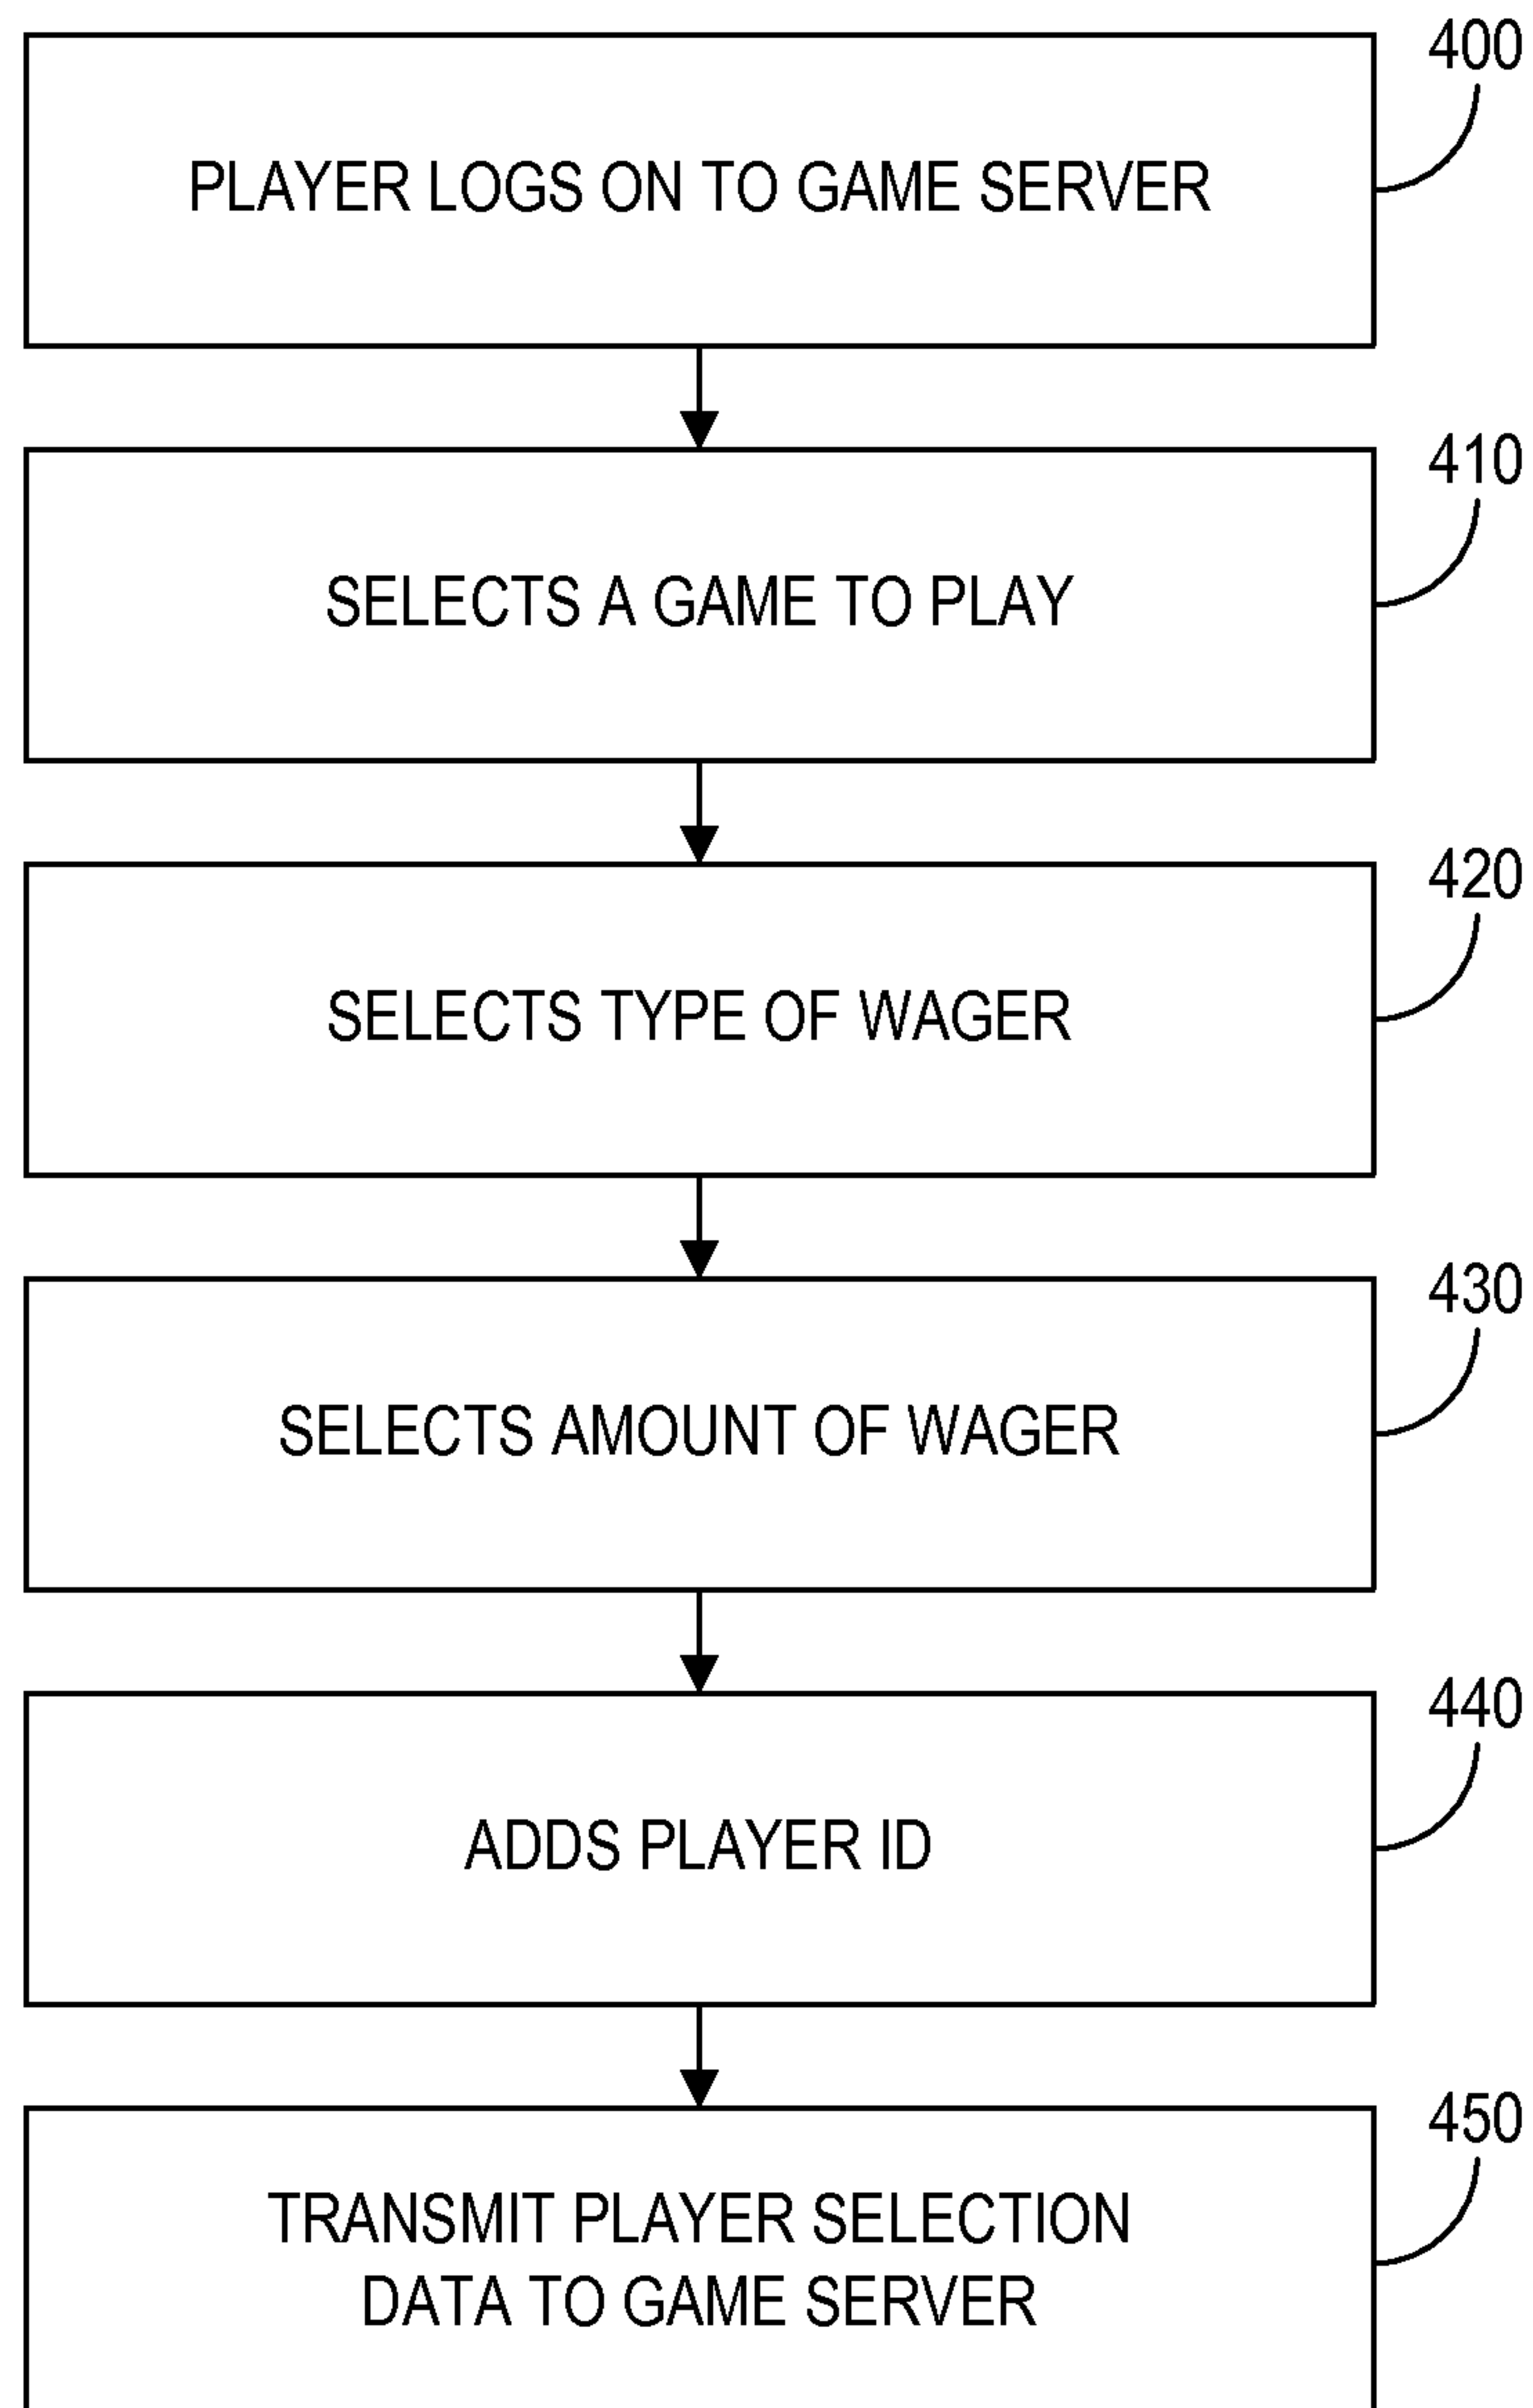 400
PLAYER LOGS ON TO GAME SERVER
410
SELECTS A GAME TO PLAY
420
SELECTS TYPE OF WAGER
430
SELECTS AMOUNT OF WAGER
440
ADDS PLAYER ID
450
TRANSMIT PLAYER SELECTION
DATA TO GAME SERVER